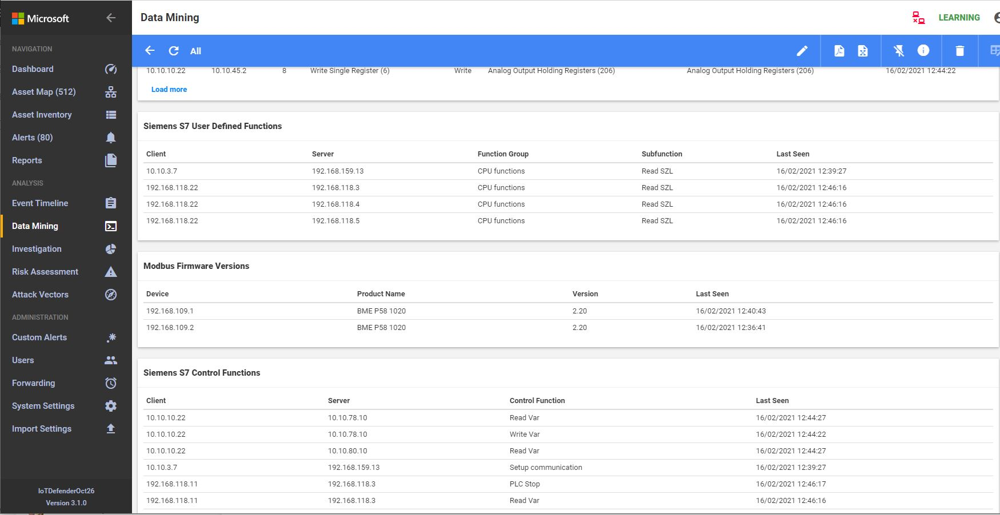 Microsoft
Data Mining
LEARNING
NAVIGATION
Dashboard
Asset Map (512)
Asset Inventory
Alerts (80)
Reports
ANALYSIS
Event Timeline
Data Mining
Investigation
Risk Assessment
Attack Vectors
ADMINISTRATION
Custom Alerts
Users
Forwarding
System Settings
Import Settings
IoTDefenderOct26
Version 3.1.0
All
10.10.10.22 10.10.45.2 8 Write Single Register (6) Write Analog Output Holding Registers (206) Analog Output Holding Registers (206) 16/02/2021 12:44:22
Load more
Siemens S7 User Defined Functions
Client Server Function Group Subfunction Last Seen
10.10.3.7 192.168.159.13 CPU functions Read SZL 16/02/2021 12:39:27
192.168.118.22 192.168.118.3 CPU functions Read SZL 16/02/2021 12:46:16
192.168.118.22 192.168.118.4 CPU functions Read SZL 16/02/2021 12:46:16
192.168.118.22 192.168.118.5 CPU functions Read SZL 16/02/2021 12:46:16
Modbus Firmware Versions
Device Product Name Version Last Seen
192.168.109.1 BME P58 1020 2.20 16/02/2021 12:40:43
192.168.109.2 BME P58 1020 2.20 16/02/2021 12:36:41
Siemens S7 Control Functions
Client Server Control Function Last Seen
10.10.10.22 10.10.78.10 Read Var 16/02/2021 12:44:27
10.10.10.22 10.10.78.10 Write Var 16/02/2021 12:44:22
10.10.10.22 10.10.80.10 Read Var 16/02/2021 12:44:27
10.10.3.7 192.168.159.13 Setup communication 16/02/2021 12:39:27
192.168.118.11 192.168.118.3 PLC Stop 16/02/2021 12:46:17
192.168.118.11 192.168.118.3 Read Var 16/02/2021 12:46:16